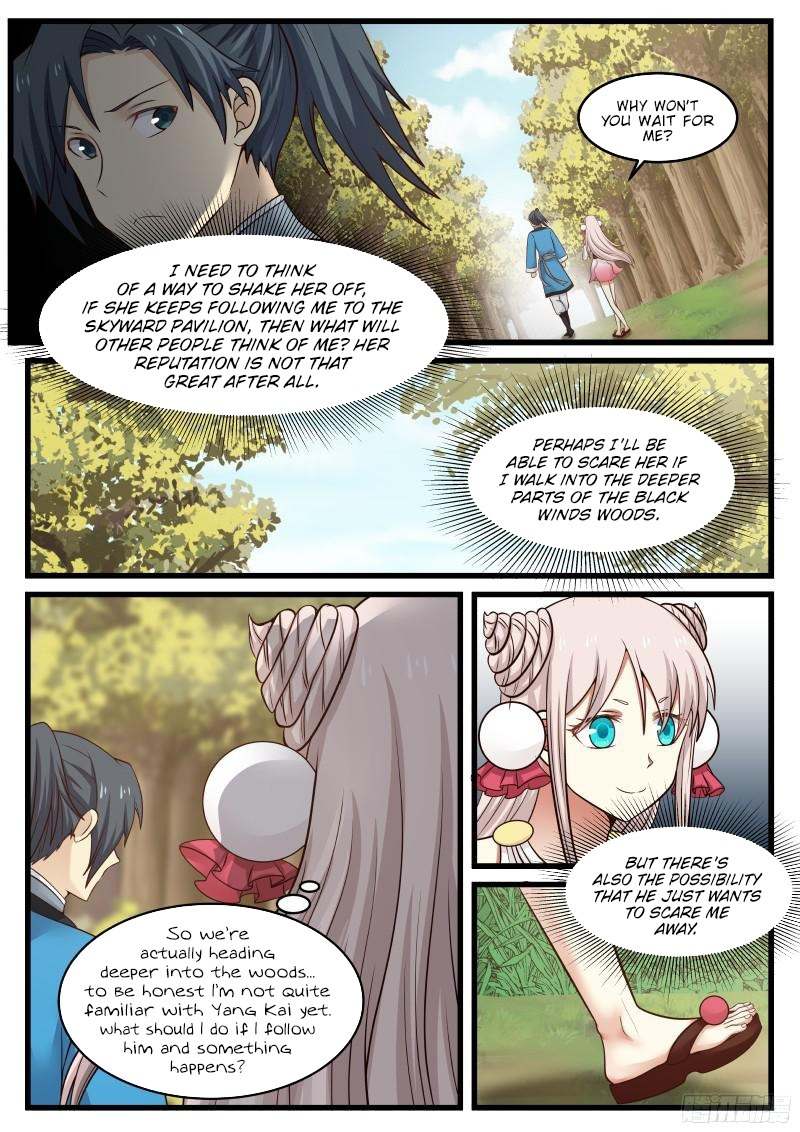 WHY WON'T
YOU WAIT FOR
ME?
I NEED TO THINK
OF A WAY TO SHAKE HER OFF,
IF SHE KEEPS FOLLOWING ME TO THE
SKYWARD PAVILION, THEN WHAT WILL
OTHER PEOPLE THINK OF ME? HER
REPUTATION IS NOT THAT
GREAT AFTER ALL.
PERHAPS I'LL BE
ABLE TO SCARE HER IF
I WALK INTO THE DEEPER
PARTS OF THE BLACK
WINDS WOODS.
So we're
actually heading
deeper into the woods...
to be honest I'm not quite
familiar with Yang Kai yet.
what should I do if I follow
him and something
happens?
BUT THERE'S
ALSO THE POSSIBILITY
THAT HE JUST WANTS
TO SCARE ME
AWAY.